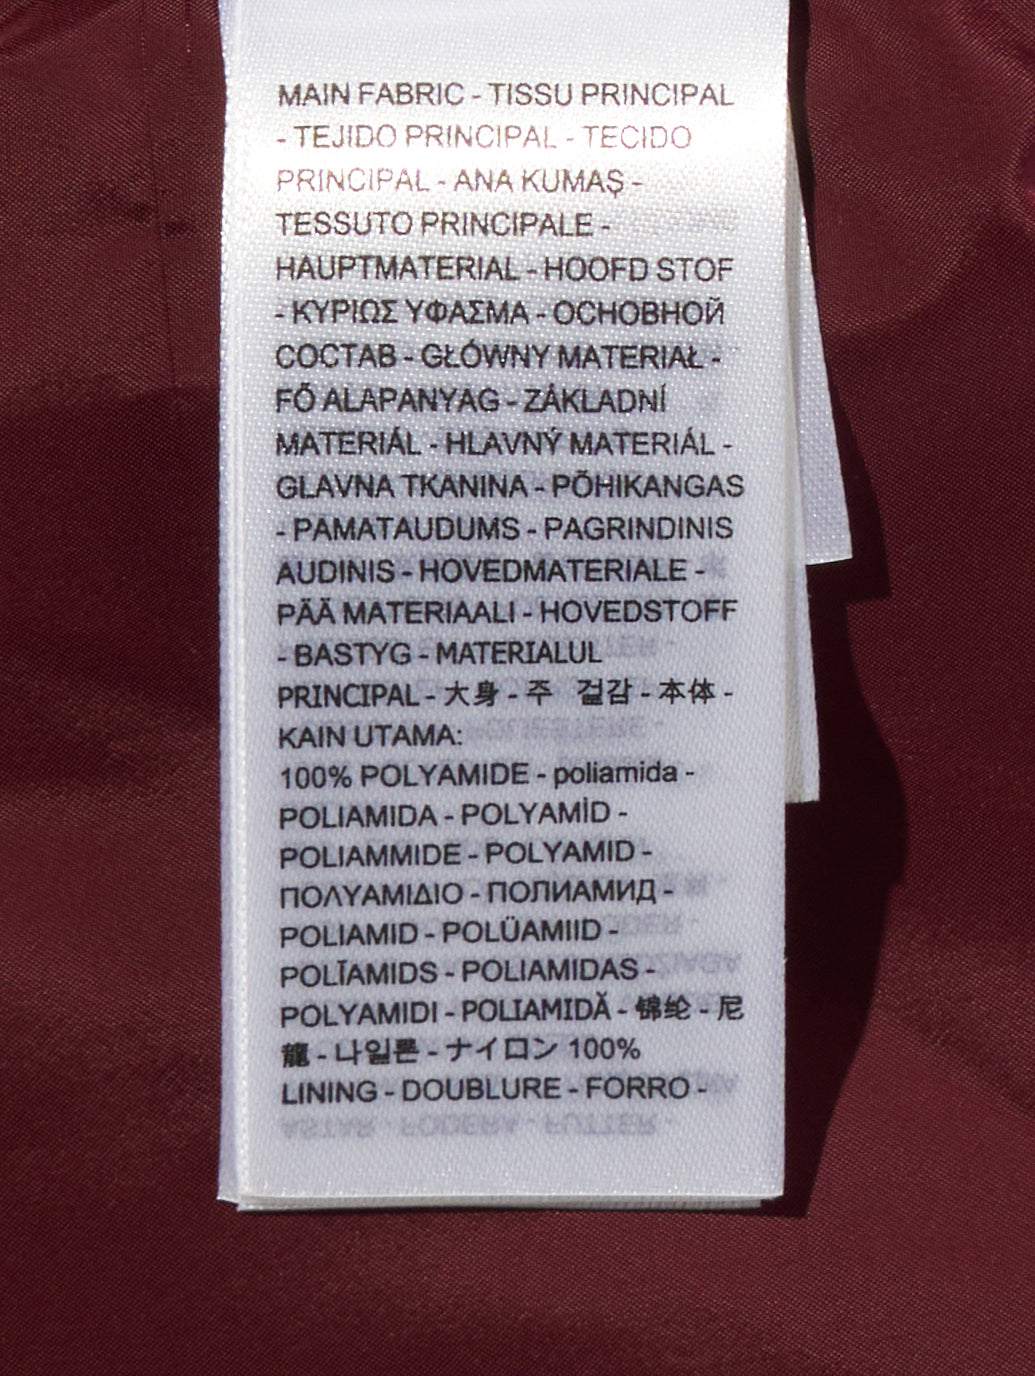 MAIN FABRIC - TISSU PRINCIPAL
- TEJIDO PRINCIPAL - TECIDO
PRINCIPAL - ANA KUMAŞ -
TESSUTO PRINCIPALE -
HAUPTMATERIAL - HOOFD STOF
- ΚΥΡΙΩΣ ΥΦΑΣΜΑ - ОСНОВНОЙ
СОСТАВ - GŁÓWNY MATERIAŁ -
FŐ ALAPANYAG - ZÁKLADNÍ
MATERIÁL - HLAVNÝ MATERIÁL -
GLAVNA TKANINA - PÕHIKANGAS
- PAMATAUDUMS - PAGRINDINIS
AUDINIS - HOVEDMATERIALE -
PÄÄ MATERIAALI - HOVEDSTOFF
- BASTYG - MATERIALUL
PRINCIPAL - 大身 - 주 겉감 - 本体 -
KAIN UTAMA:
100% POLYAMIDE - poliamida -
POLIAMIDA - POLYAMİD -
POLIAMMIDE - POLYAMID -
ΠΟΛΥΑΜΙΔΙΟ - ПОЛИАМИД -
POLIAMID - POLÜAMIID -
POLĪAMIDS - POLIAMIDAS -
POLYAMIDI - POLIAMIDĂ - 锦纶 - 尼
龍 - 나일론 - ナイロン 100%
LINING - DOUBLURE - FORRO -